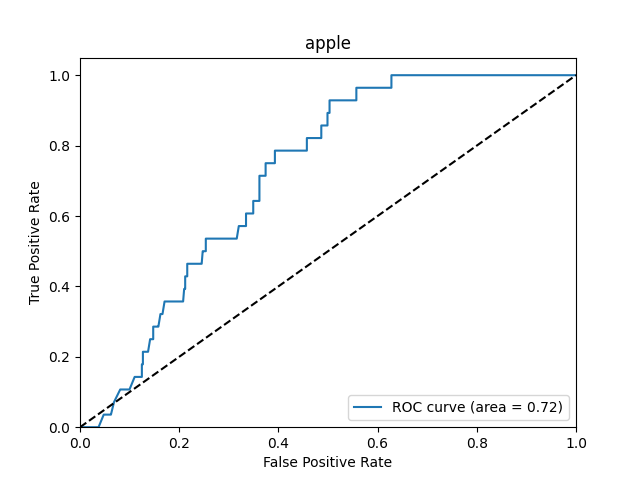 apple
1.0
0.8
0.6
0.4
0.2
0.0
True Positive Rate
0.0 0.2 0.4 0.6 0.8 1.0
False Positive Rate
ROC curve (area = 0.72)